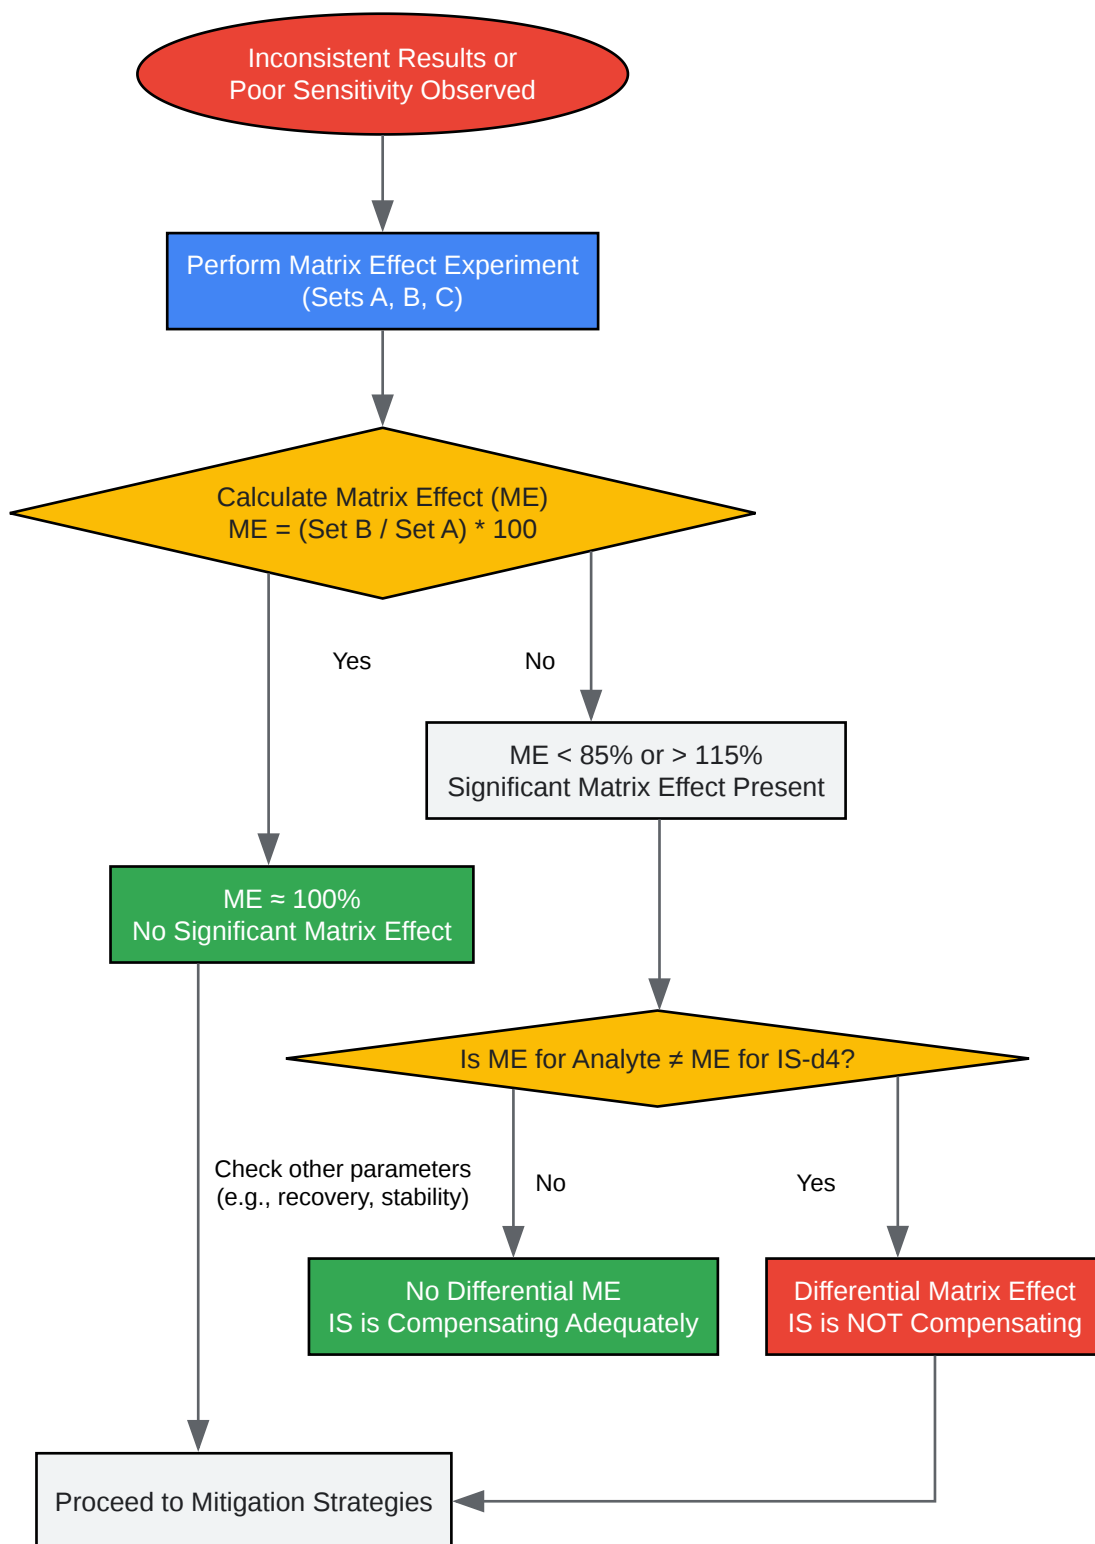 Inconsistent Results or
Poor Sensitivity Observed
Perform Matrix Effect Experiment
(Sets A, B, C)
Calculate Matrix Effect (ME)
ME = (Set B / Set A) * 100
Yes
No
ME < 85% or > 115%
Significant Matrix Effect Present
ME ≈ 100%
No Significant Matrix Effect
Is ME for Analyte ≠ ME for IS-d4?
Check other parameters
(e.g., recovery, stability)
No
Yes
No Differential ME
IS is Compensating Adequately
Differential Matrix Effect
IS is NOT Compensating
Proceed to Mitigation Strategies